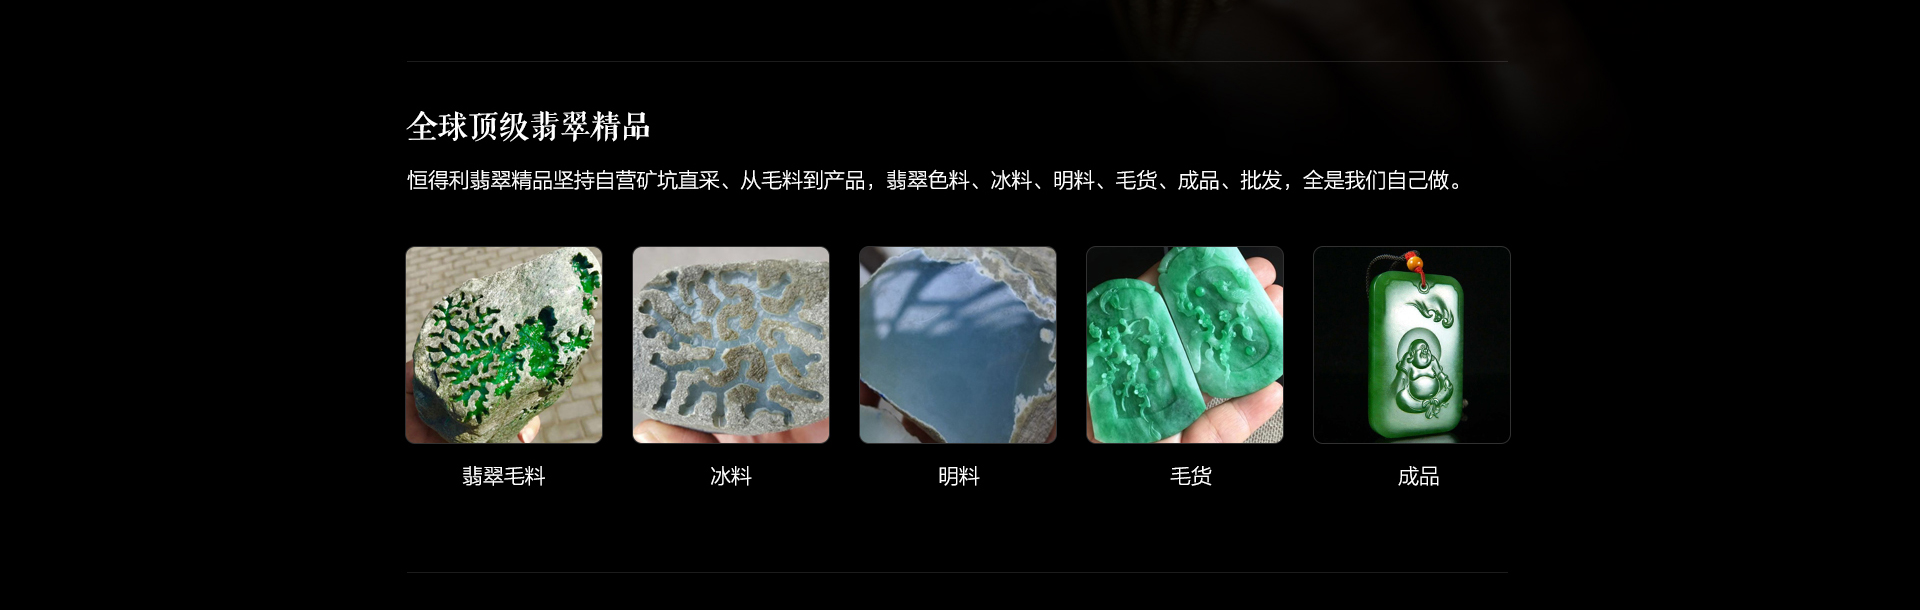 全球顶级翡翠精品
恒得利翡翠精品坚持自营矿坑直采、从毛料到产品，翡翠色料、冰料、明料、毛货、成品、批发，全是我们自己做。
翡翠毛料
冰料
明料
毛货
成品